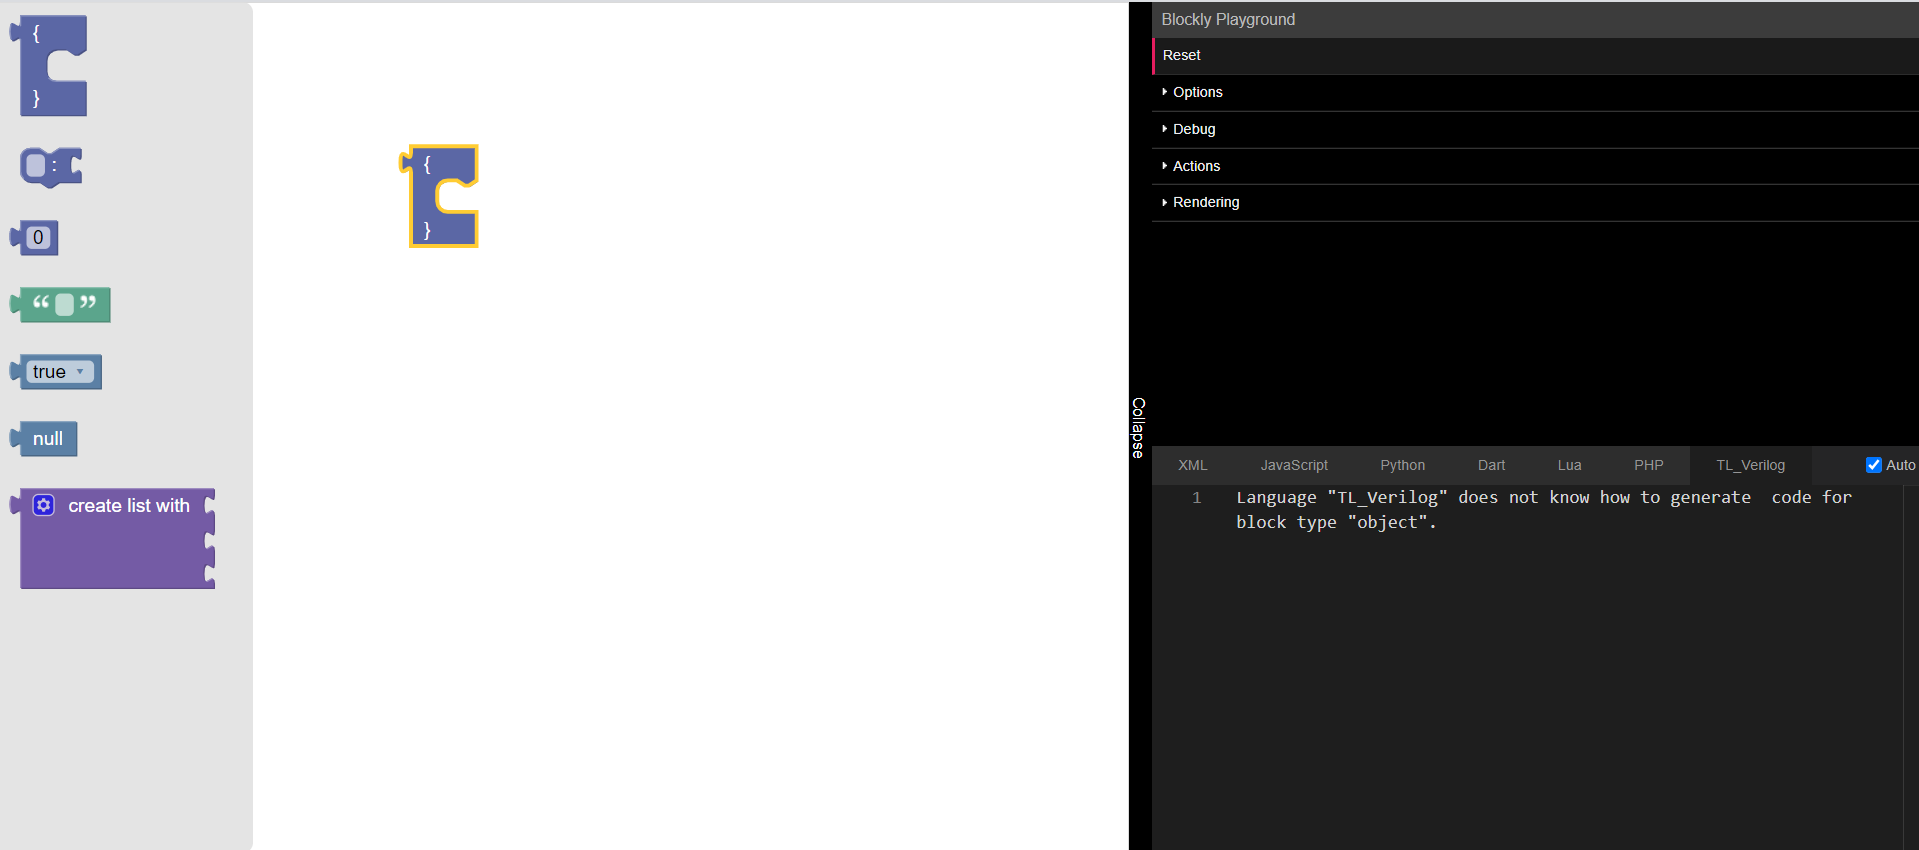 {
}
:
0
“ ”
true
null
create list with
{
}
Collapse
Blockly Playground
Reset
Options
Debug
Actions
Rendering
XML JavaScript Python Dart Lua PHP TL_Verilog Auto
1 Language "TL_Verilog" does not know how to generate  code for
block type "object".